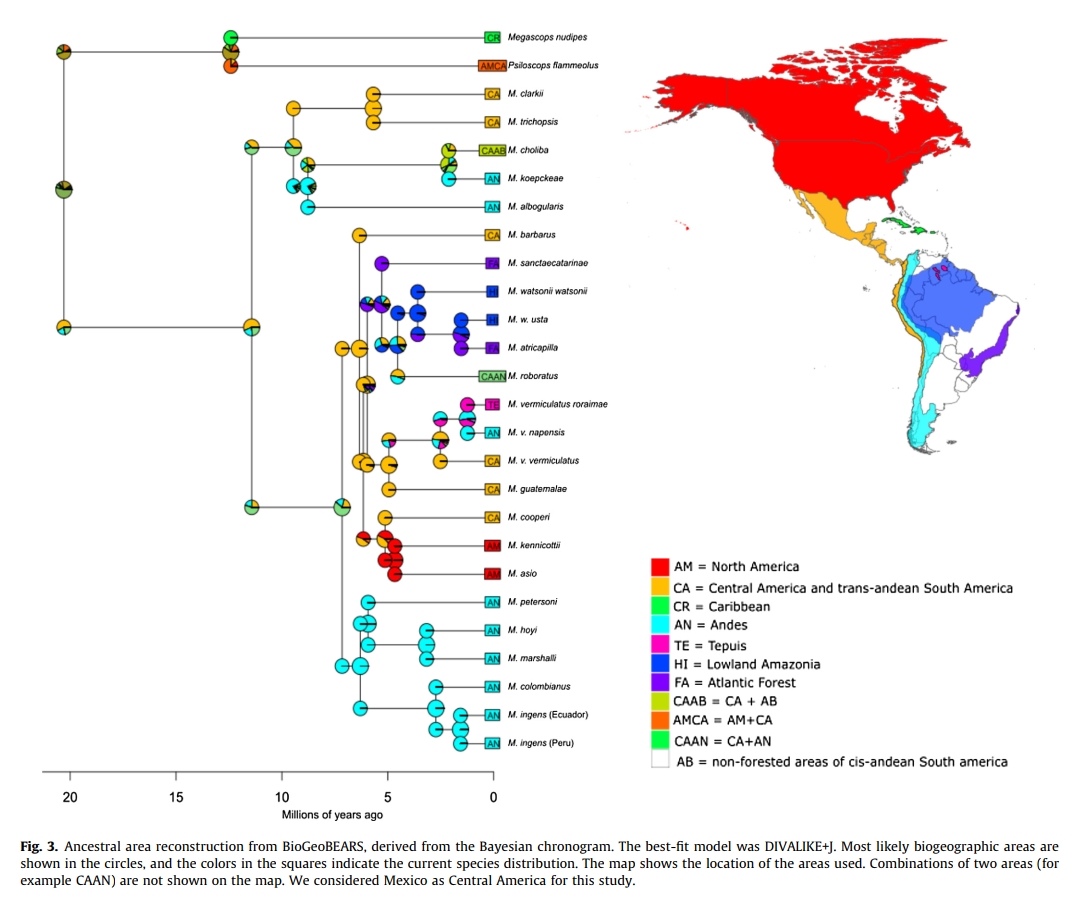 CR Megascops nudipes
AMCA Psiloscops flammeolus
CA M. clarkii
CA M. trichopsis
CAAB M. choliba
AN M. koepckeae
AN M. albogularis
CA M. barbarus
FA M. sanctaecatarinae
HI M. watsonii watsonii
HI M. w. usta
FA M. atricapilla
CAAN M. roboratus
TE M. vermiculatus roraimae
AN M. v. napensis
CA M. v. vermiculatus
CA M. guatemalae
CA M. cooperi
AM M. kennicottii
AM M. asio
AN M. petersoni
AN M. hoyi
AN M. marshalli
AN M. colombianus
AN M. ingens (Ecuador)
AN M. ingens (Peru)
20 15 10 5 0
Millions of years ago
AM = North America
CA = Central America and trans-andean South America
CR = Caribbean
AN = Andes
TE = Tepuis
HI = Lowland Amazonia
FA = Atlantic Forest
CAAB = CA + AB
AMCA = AM+CA
CAAN = CA+AN
AB = non-forested areas of cis-andean South america
Fig. 3. Ancestral area reconstruction from BioGeoBEARS, derived from the Bayesian chronogram. The best-fit model was DIVALIKE+J. Most likely biogeographic areas are
shown in the circles, and the colors in the squares indicate the current species distribution. The map shows the location of the areas used. Combinations of two areas (for
example CAAN) are not shown on the map. We considered Mexico as Central America for this study.